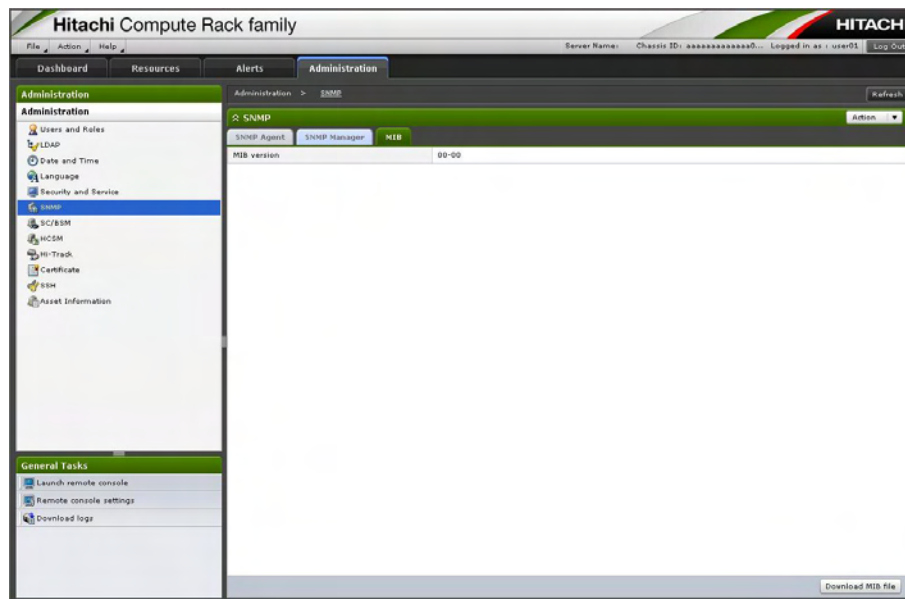 Hitachi Compute Rack family
HITACHI
File Action Help
Server Name: Chassis ID: aaaaaaaaaaaaa0... Logged in as : user01 Log Out
Dashboard Resources Alerts Administration
Administration
Administration > SNMP
Refresh
Administration
SNMP
Action
Users and Roles
SNMP Agent SNMP Manager MIB
LDAP
MIB version 00-00
Date and Time
Language
Security and Service
SNMP
SC/BSM
HCSM
Hi-Track
Certificate
SSH
Asset Information
General Tasks
Launch remote console
Remote console settings
Download logs
Download MIB file